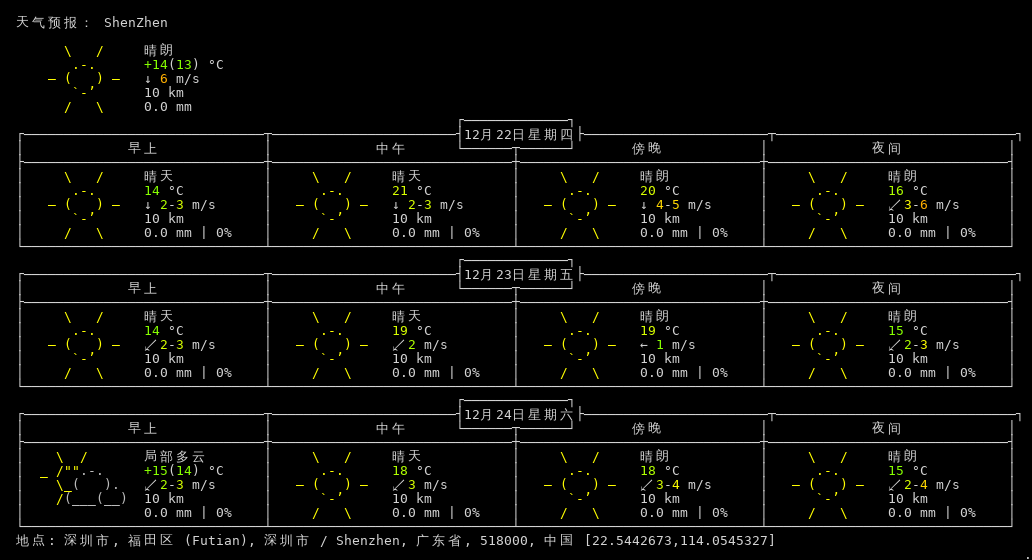 天气预报： ShenZhen
晴朗
+14(13) °C
↓ 6 m/s
10 km
0.0 mm
12月22日星期四
早上 中午 傍晚 夜间
晴天 晴天 晴朗 晴朗
14 °C 21 °C 20 °C 16 °C
↓ 2-3 m/s ↓ 2-3 m/s ↓ 4-5 m/s ↙ 3-6 m/s
10 km 10 km 10 km 10 km
0.0 mm | 0% 0.0 mm | 0% 0.0 mm | 0% 0.0 mm | 0%
12月23日星期五
早上 中午 傍晚 夜间
晴天 晴天 晴朗 晴朗
14 °C 19 °C 19 °C 15 °C
↙ 2-3 m/s ↙ 2 m/s ← 1 m/s ↙ 2-3 m/s
10 km 10 km 10 km 10 km
0.0 mm | 0% 0.0 mm | 0% 0.0 mm | 0% 0.0 mm | 0%
12月24日星期六
早上 中午 傍晚 夜间
局部多云 晴天 晴朗 晴朗
+15(14) °C 18 °C 18 °C 15 °C
↙ 2-3 m/s ↙ 3 m/s ↙ 3-4 m/s ↙ 2-4 m/s
10 km 10 km 10 km 10 km
0.0 mm | 0% 0.0 mm | 0% 0.0 mm | 0% 0.0 mm | 0%
地点: 深圳市, 福田区 (Futian), 深圳市 / Shenzhen, 广东省, 518000, 中国 [22.5442673,114.0545327]